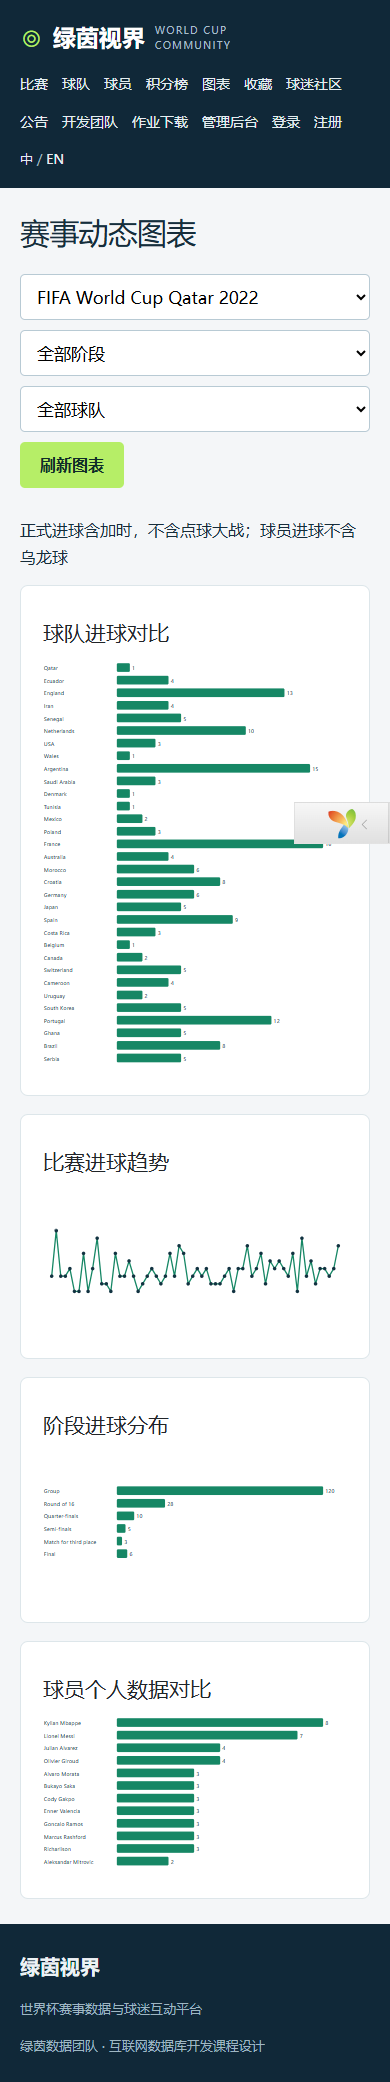 绿茵视界
WORLD CUP
COMMUNITY
比赛 球队 球员 积分榜 图表 收藏 球迷社区
公告 开发团队 作业下载 管理后台 登录 注册
中 / EN
赛事动态图表
FIFA World Cup Qatar 2022
全部阶段
全部球队
刷新图表
正式进球含加时，不含点球大战；球员进球不含
乌龙球
球队进球对比
Qatar 1
Ecuador 4
England 13
Iran 4
Senegal 5
Netherlands 10
USA 3
Wales 1
Argentina 15
Saudi Arabia 3
Denmark 1
Tunisia 1
Mexico 2
Poland 3
France
Australia 4
Morocco 6
Croatia 8
Germany 6
Japan 5
Spain 9
Costa Rica 3
Belgium 1
Canada 2
Switzerland 5
Cameroon 4
Uruguay 2
South Korea 5
Portugal 12
Ghana 5
Brazil 8
Serbia 5
比赛进球趋势
阶段进球分布
Group 120
Round of 16 28
Quarter-finals 10
Semi-finals 5
Match for third place 3
Final 6
球员个人数据对比
Kylian Mbappe 8
Lionel Messi 7
Julian Alvarez 4
Olivier Giroud 4
Alvaro Morata 3
Bukayo Saka 3
Cody Gakpo 3
Enner Valencia 3
Goncalo Ramos 3
Marcus Rashford 3
Richarlison 3
Aleksandar Mitrovic 2
绿茵视界
世界杯赛事数据与球迷互动平台
绿茵数据团队 · 互联网数据库开发课程设计